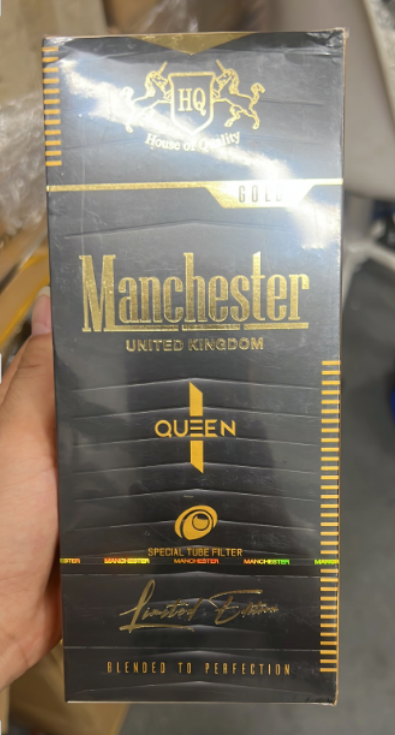 HQ
House of Quality
GOLD
Manchester
UNITED KINGDOM
QUEEN
SPECIAL TUBE FILTER
MANCHESTER MANCHESTER MANCHESTER
Limited Edition
BLENDED TO PERFECTION